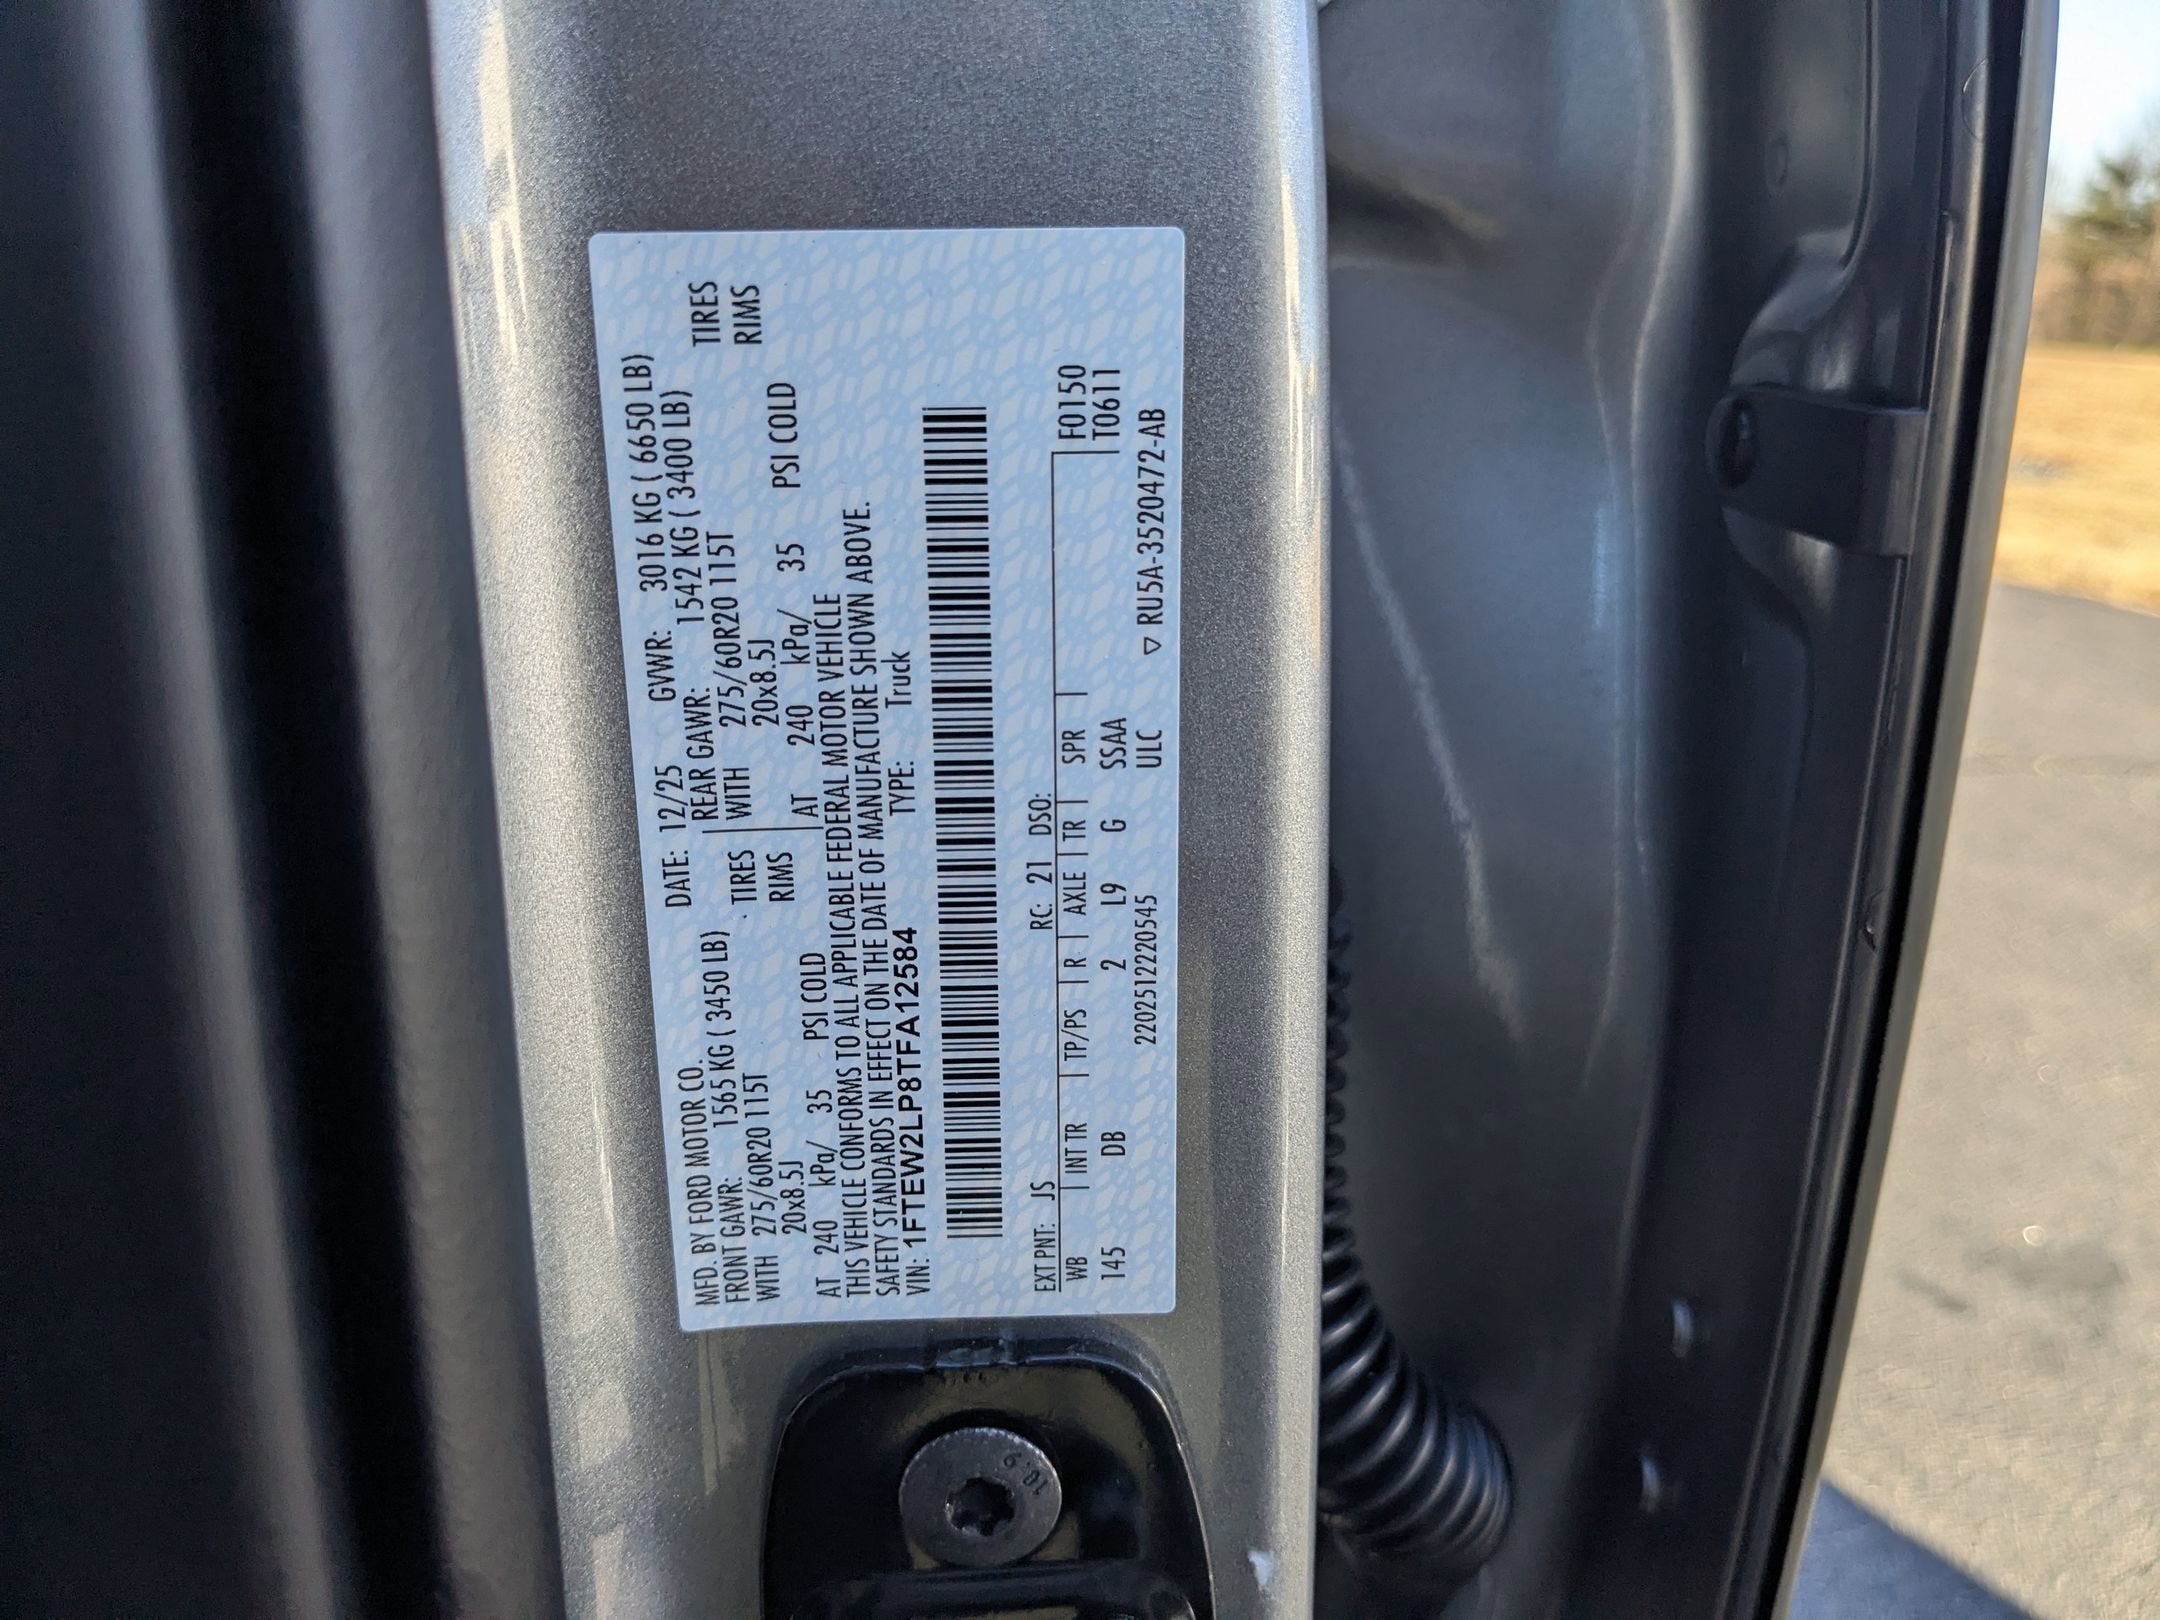 MFD. BY FORD MOTOR CO. DATE: 12/25 GVWR: 3016 KG ( 6650 LB)
FRONT GAWR: 1565 KG ( 3450 LB) REAR GAWR: 1542 KG ( 3400 LB)
WITH 275/60R20 115T TIRES WITH 275/60R20 115T TIRES
20x8.5J RIMS 20x8.5J RIMS
AT 240 kPa/ 35 PSI COLD AT 240 kPa/ 35 PSI COLD
THIS VEHICLE CONFORMS TO ALL APPLICABLE FEDERAL MOTOR VEHICLE
SAFETY STANDARDS IN EFFECT ON THE DATE OF MANUFACTURE SHOWN ABOVE.
VIN: 1FTEW2LP8TFA12584 TYPE: Truck
EXT PNT: JS RC: 21 DSO:
WB INT TR TP/PS R AXLE TR SPR F0150
145 DB 2 L9 G SSAA T0611
22025122220545 ULC ▽ RU5A-3520472-AB
10.9